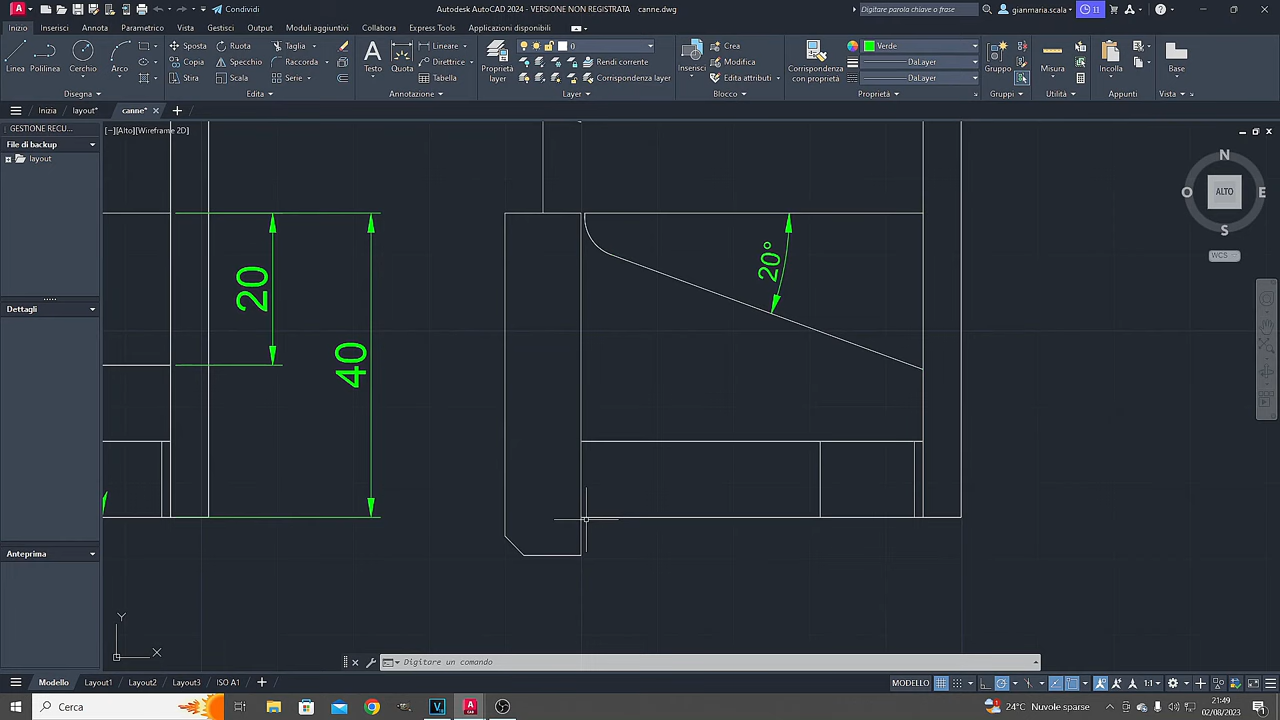 Condividi
Autodesk AutoCAD 2024 - VERSIONE NON REGISTRATA canne.dwg
Digitare parola chiave o frase
gianmaria.scala
11
Inizio Inserisci Annota Parametrico Vista Gestisci Output Moduli aggiuntivi Collabora Express Tools Applicazioni disponibili
Linea Polilinea Cerchio Arco
Sposta Ruota Taglia
Copia Specchio Raccorda
Stira Scala Serie
Testo Quota
Lineare
Direttrice
Tabella
Proprietà layer
0
Rendi corrente
Corrispondenza layer
Inserisci
Crea
Modifica
Edita attributi
Corrispondenza con proprietà
Verde
DaLayer
DaLayer
Gruppo
Misura
Incolla
Base
Disegna Edita Annotazione Layer Blocco Proprietà Gruppi Utilità Appunti Vista
Inizia layout* canne*
GESTIONE RECU...
File di backup
layout
Dettagli
Anteprima
[−][Alto][Wireframe 2D]
N
O ALTO E
S
WCS
20
40
20°
Y
X
Digitare un comando
Modello Layout1 Layout2 Layout3 ISO A1
MODELLO
1:1
Cerca
24°C Nuvole sparse
21:49
02/08/2023